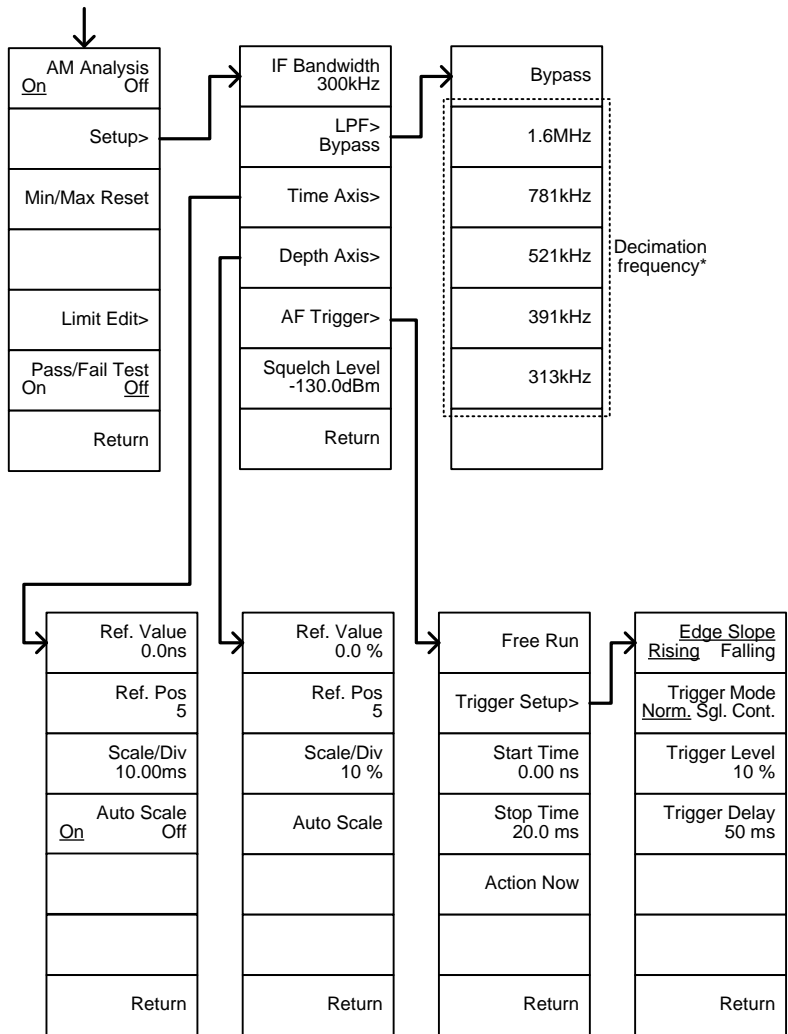 AM Analysis
On Off
Setup>
Min/Max Reset
Limit Edit>
Pass/Fail Test
On Off
Return
IF Bandwidth
300kHz
LPF>
Bypass
Time Axis>
Depth Axis>
AF Trigger>
Squelch Level
-130.0dBm
Return
Bypass
1.6MHz
781kHz
521kHz
391kHz
313kHz
Decimation
frequency*
Ref. Value
0.0ns
Ref. Pos
5
Scale/Div
10.00ms
Auto Scale
On Off
Return
Ref. Value
0.0 %
Ref. Pos
5
Scale/Div
10 %
Auto Scale
Return
Free Run
Trigger Setup>
Start Time
0.00 ns
Stop Time
20.0 ms
Action Now
Return
Edge Slope
Rising Falling
Trigger Mode
Norm. Sgl. Cont.
Trigger Level
10 %
Trigger Delay
50 ms
Return